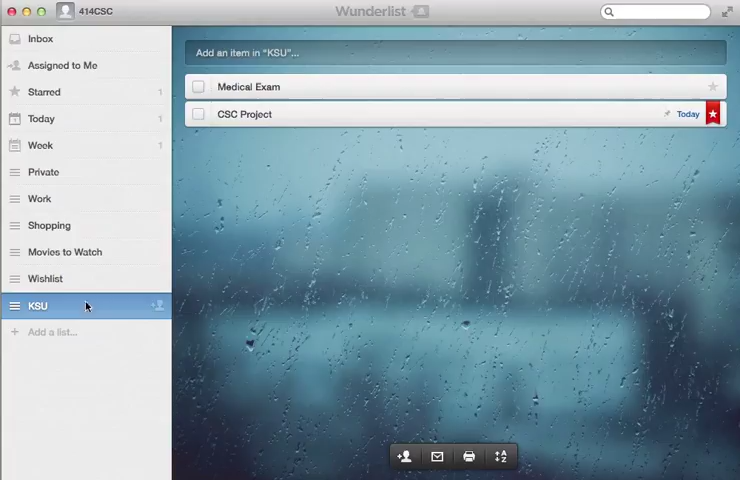 414CSC
Wunderlist
Inbox
Assigned to Me
Starred 1
Today 1
Week 1
Private
Work
Shopping
Movies to Watch
Wishlist
KSU
Add a list...
Add an item in “KSU”...
Medical Exam
CSC Project Today
A
Z